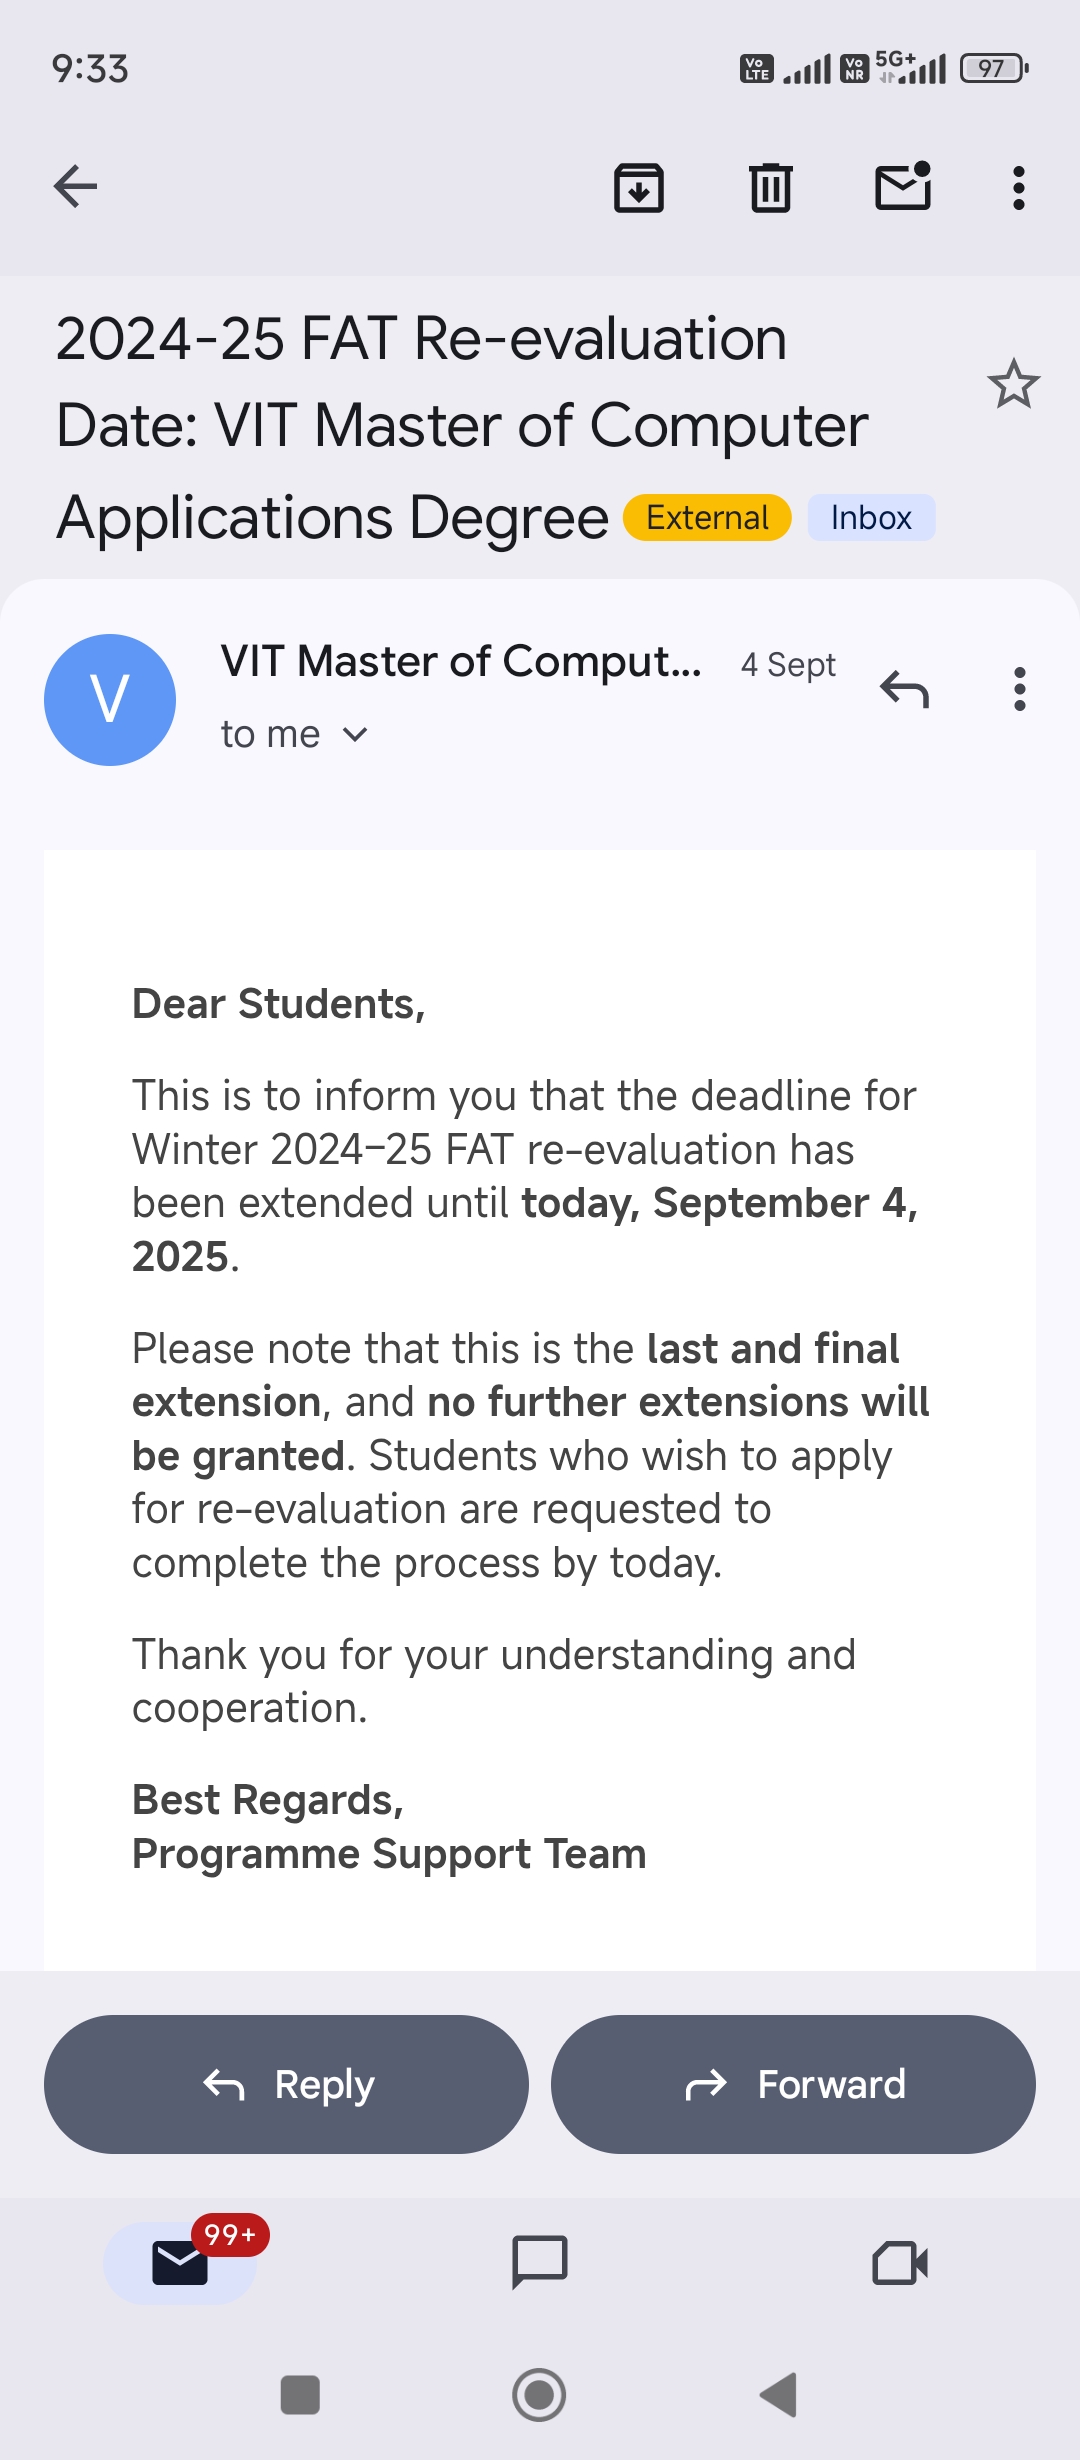 9:33
Vo LTE
Vo NR
5G+
97
2024-25 FAT Re-evaluation
Date: VIT Master of Computer
Applications Degree External Inbox
V
VIT Master of Comput... 4 Sept
to me
Dear Students,
This is to inform you that the deadline for
Winter 2024–25 FAT re-evaluation has
been extended until today, September 4,
2025.
Please note that this is the last and final
extension, and no further extensions will
be granted. Students who wish to apply
for re-evaluation are requested to
complete the process by today.
Thank you for your understanding and
cooperation.
Best Regards,
Programme Support Team
Reply
Forward
99+